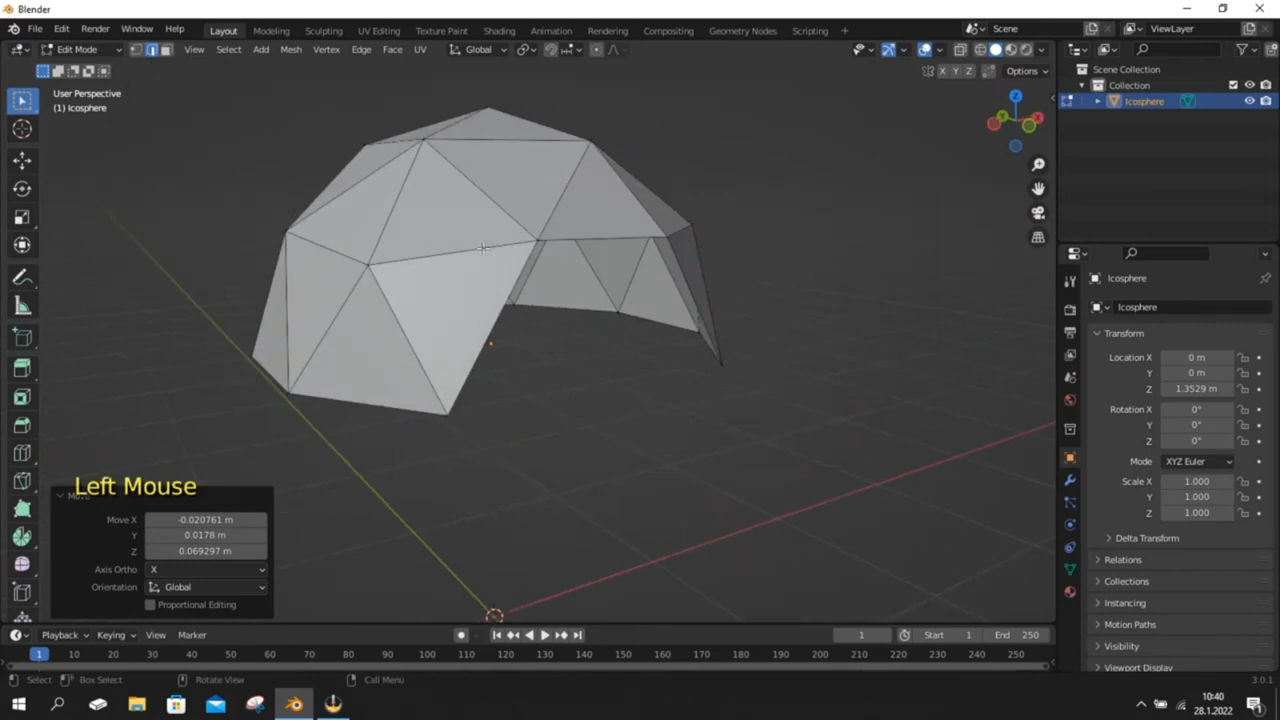 Blender
File Edit Render Window Help
Layout Modeling Sculpting UV Editing Texture Paint Shading Animation Rendering Compositing Geometry Nodes Scripting +
Scene
ViewLayer
Edit Mode View Select Add Mesh Vertex Edge Face UV
Global
X Y Z Options
User Perspective
(1) Icosphere
Z
Y
X
Scene Collection
Collection
Icosphere
Icosphere
Icosphere
Transform
Location X 0 m
Y 0 m
Z 1.3529 m
Rotation X 0°
Y 0°
Z 0°
Mode XYZ Euler
Scale X 1.000
Y 1.000
Z 1.000
Delta Transform
Relations
Collections
Instancing
Motion Paths
Visibility
Viewport Display
Left Mouse
Move
Move X -0.020761 m
Y 0.0178 m
Z 0.069297 m
Axis Ortho X
Orientation Global
Proportional Editing
Playback Keying View Marker
1 Start 1 End 250
1 10 20 30 40 50 60 70 80 90 100 110 120 130 140 150 160 170 180 190 200 210 220 230 240 250
Select Box Select Rotate View Call Menu 3.0.1
10:40
28.1.2022